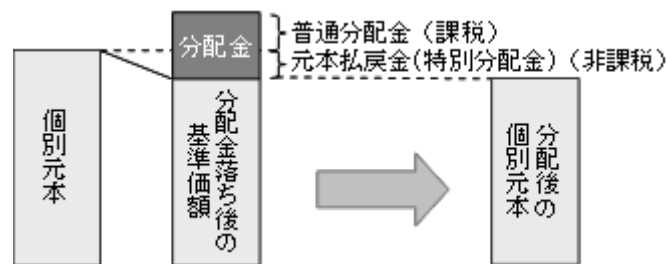 分配金
普通分配金（課税）
元本払戻金(特別分配金)（非課税）
個別元本
分配金落ち後の
基準価額
分配後の
個別元本